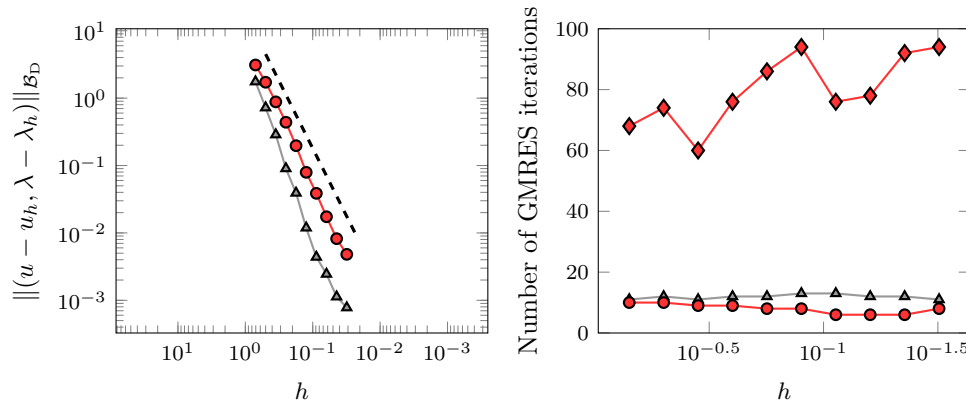 ‖(u − u_h, λ − λ_h)‖_{𝓑_D}
10^1
10^0
10^{−1}
10^{−2}
10^{−3}
10^1 10^0 10^{−1} 10^{−2} 10^{−3}
h
Number of GMRES iterations
100
80
60
40
20
0
10^{−0.5} 10^{−1} 10^{−1.5}
h